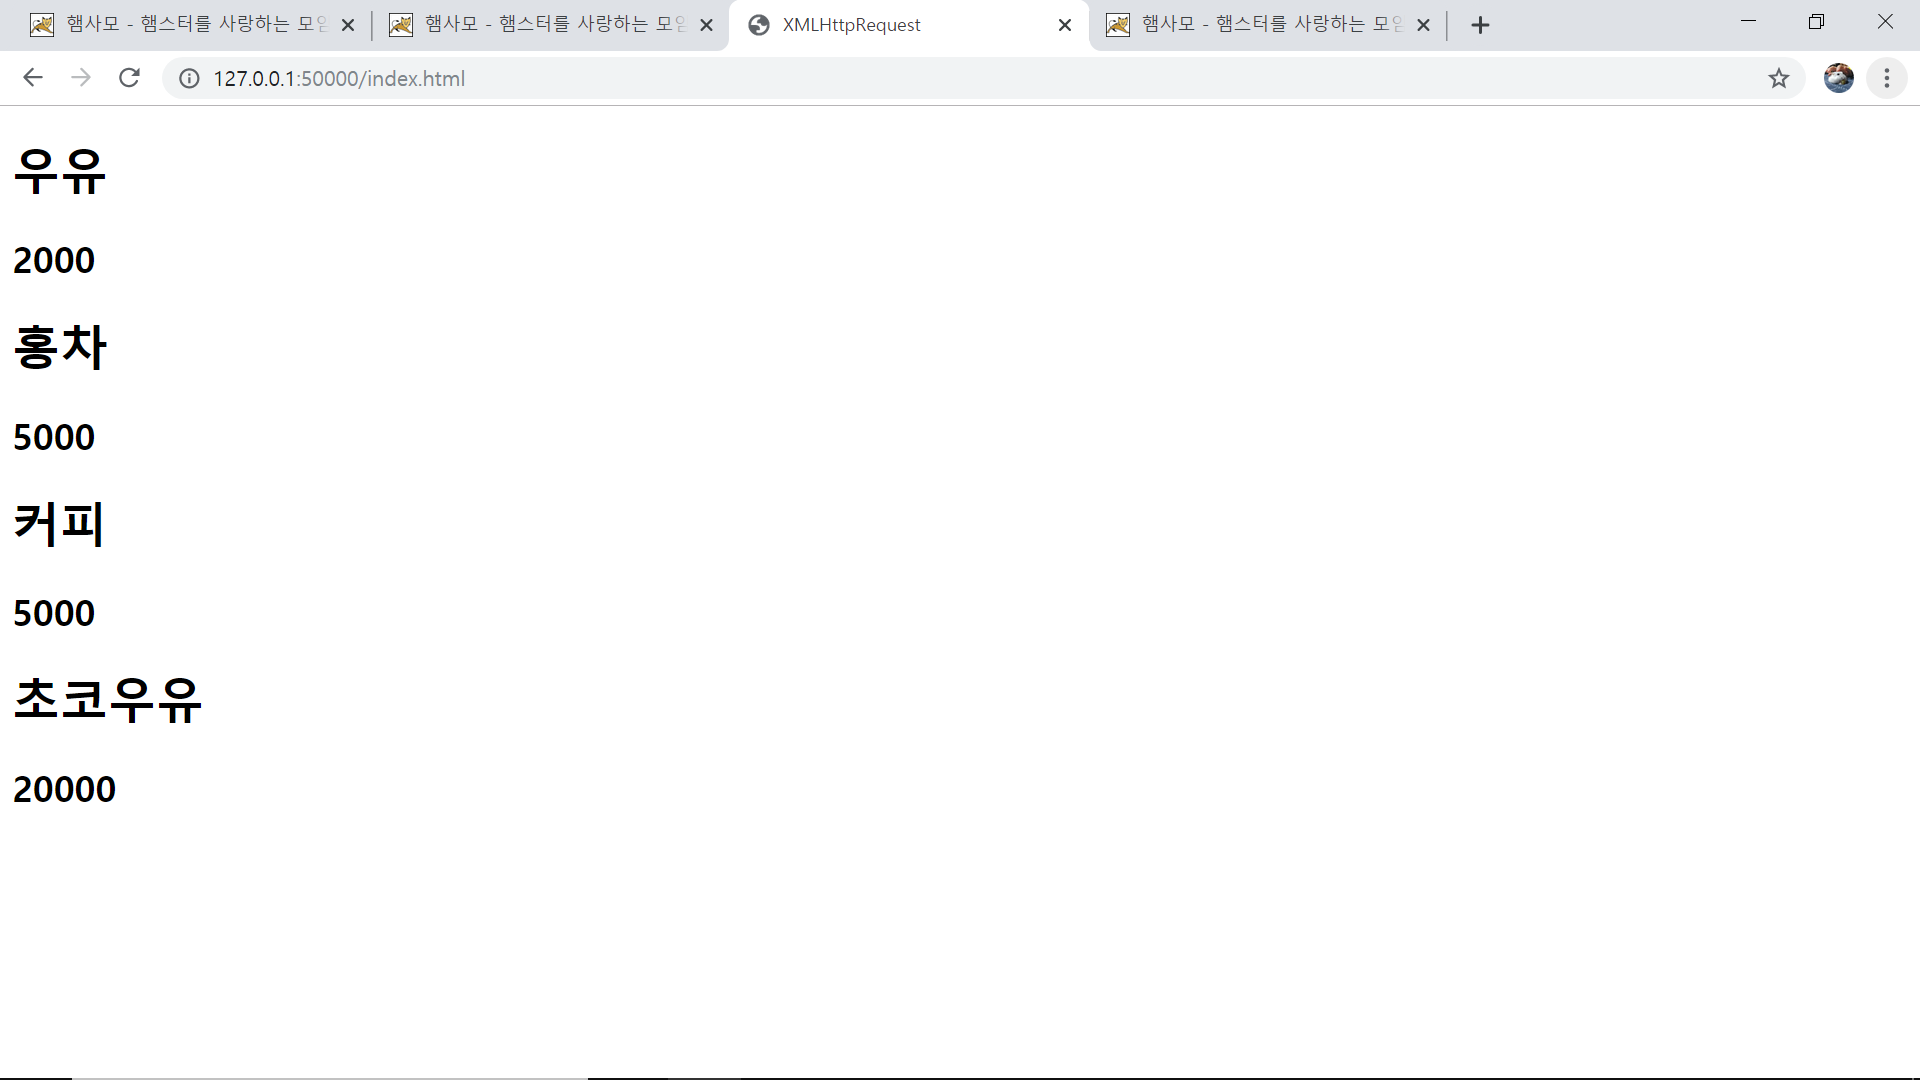 햄사모 - 햄스터를 사랑하는 모
햄사모 - 햄스터를 사랑하는 모
XMLHttpRequest
햄사모 - 햄스터를 사랑하는 모
127.0.0.1:50000/index.html
우유
2000
홍차
5000
커피
5000
초코우유
20000